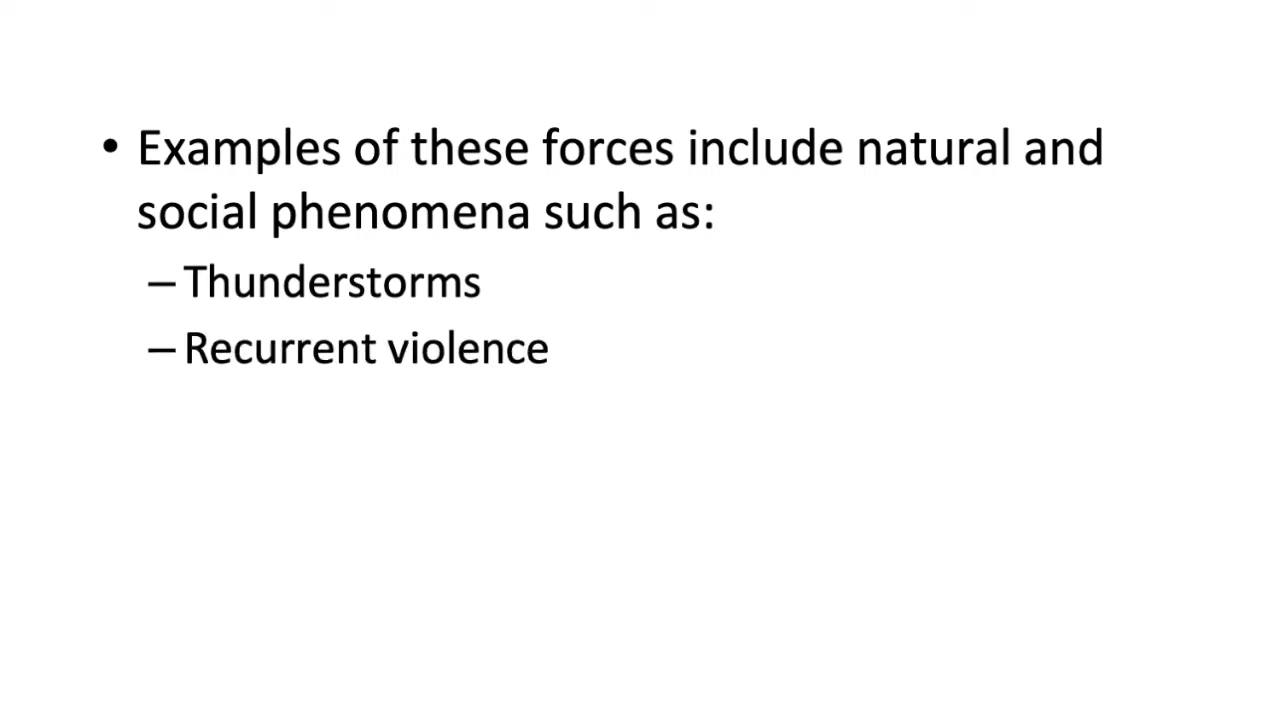 • Examples of these forces include natural and
social phenomena such as:
– Thunderstorms
– Recurrent violence